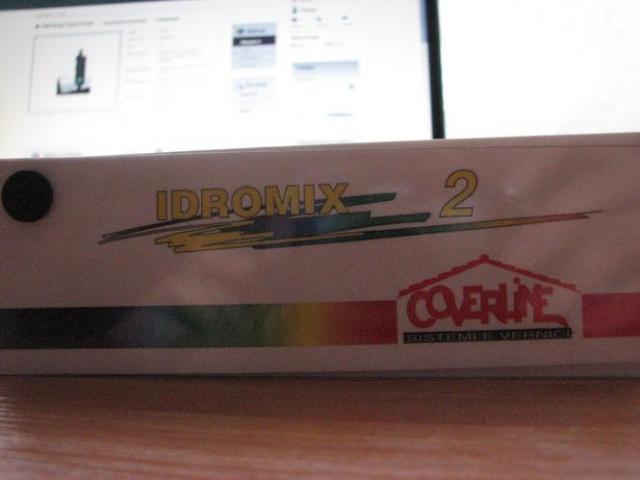 IDROMIX 2
COVERLINE
SISTEMI E VERNICI